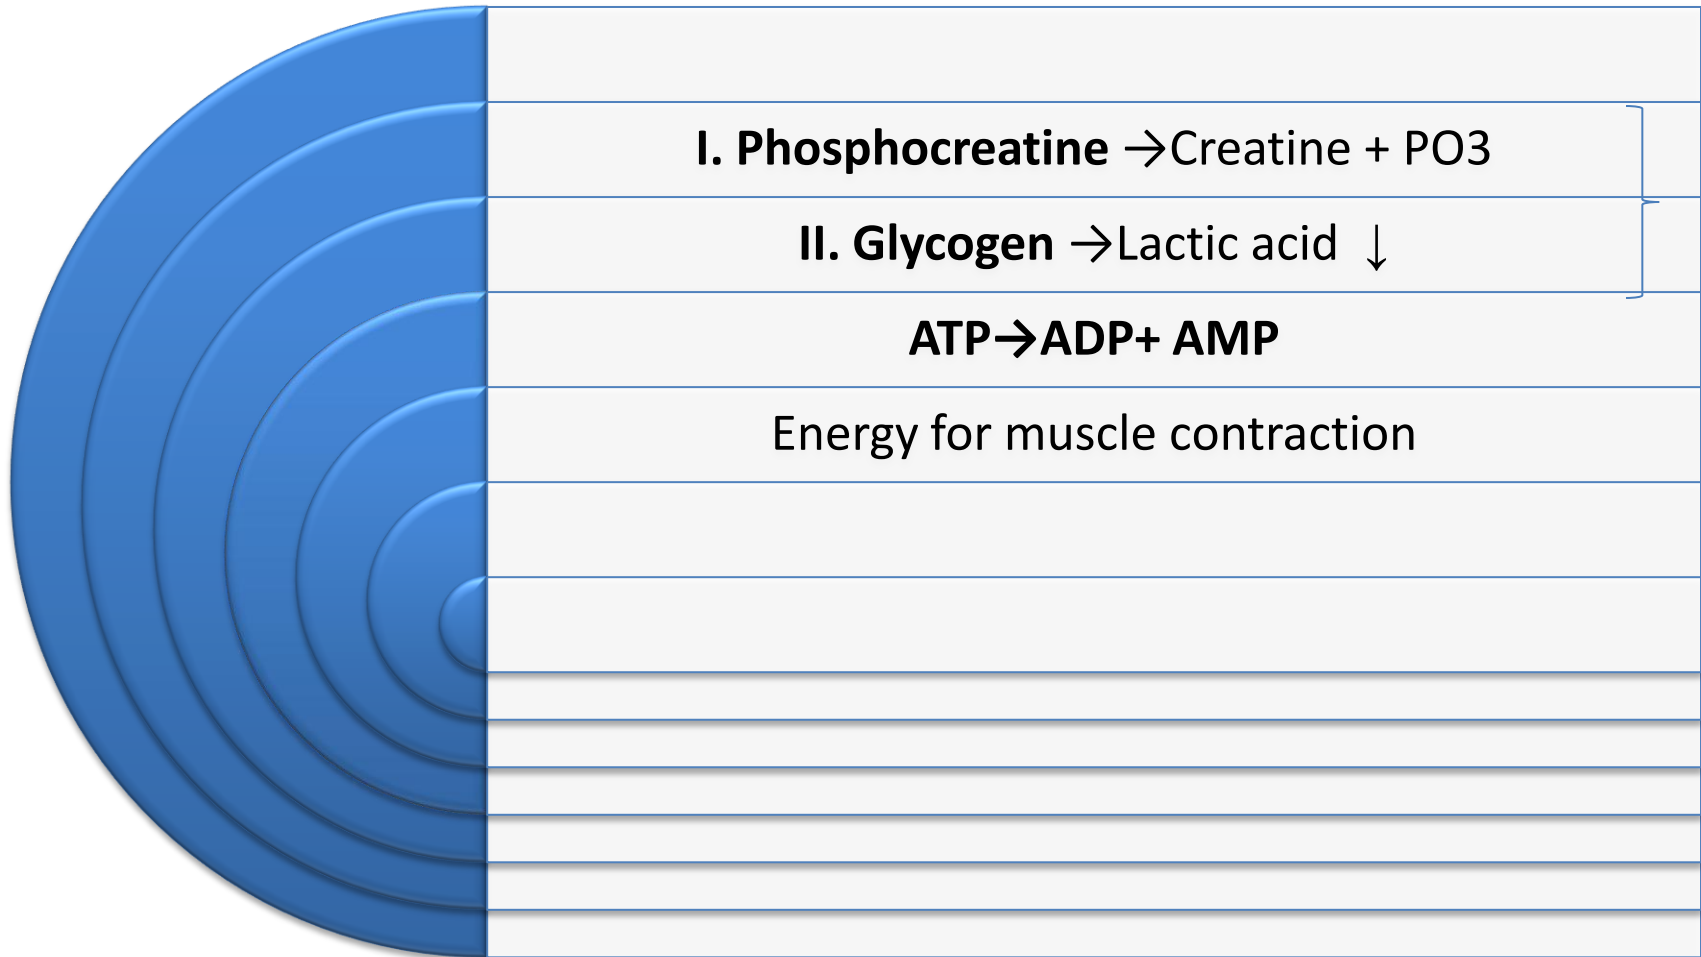 I. Phosphocreatine →Creatine + PO3
II. Glycogen →Lactic acid ↓
ATP→ADP+ AMP
Energy for muscle contraction